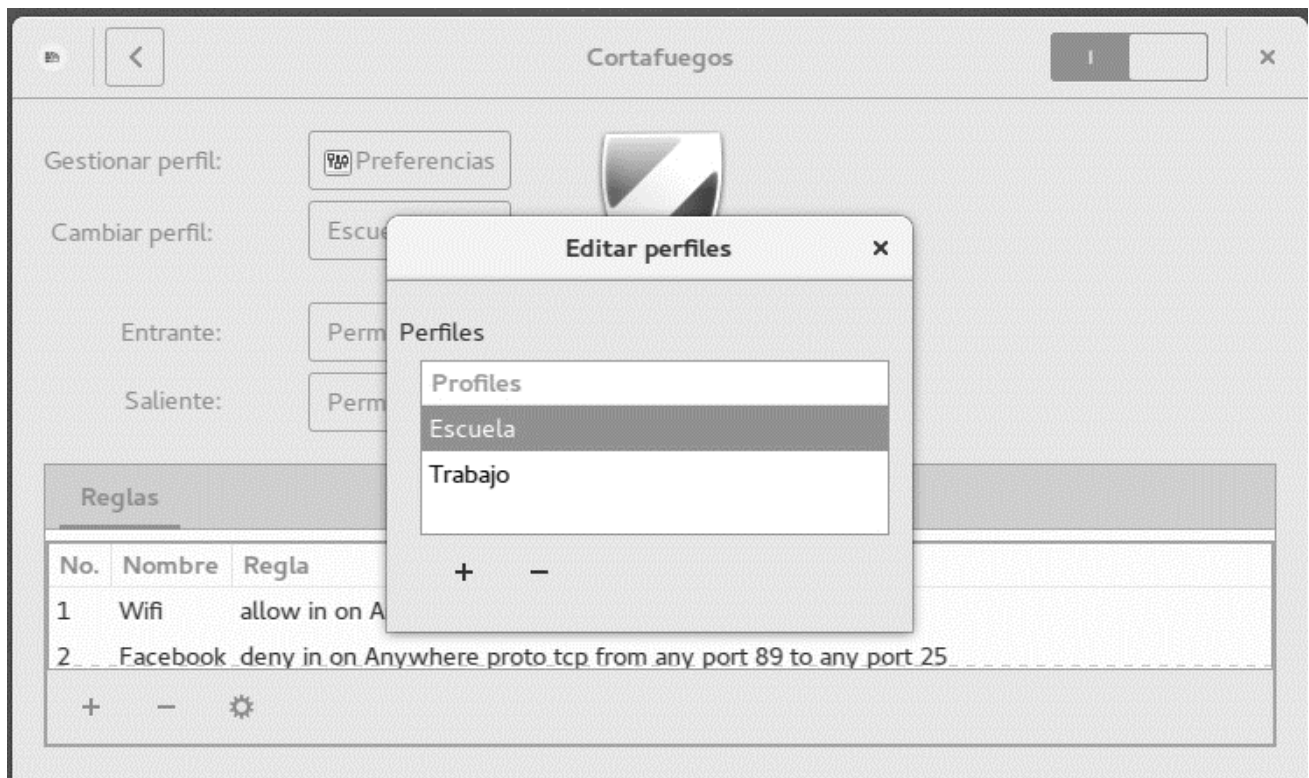 Cortafuegos
Gestionar perfil: Preferencias
Cambiar perfil: Escue
Editar perfiles
Entrante: Perm
Perfiles
Saliente: Perm
Profiles
Escuela
Trabajo
Reglas
No. Nombre Regla
1 Wifi allow in on A
2 Facebook deny in on Anywhere proto tcp from any port 89 to any port 25